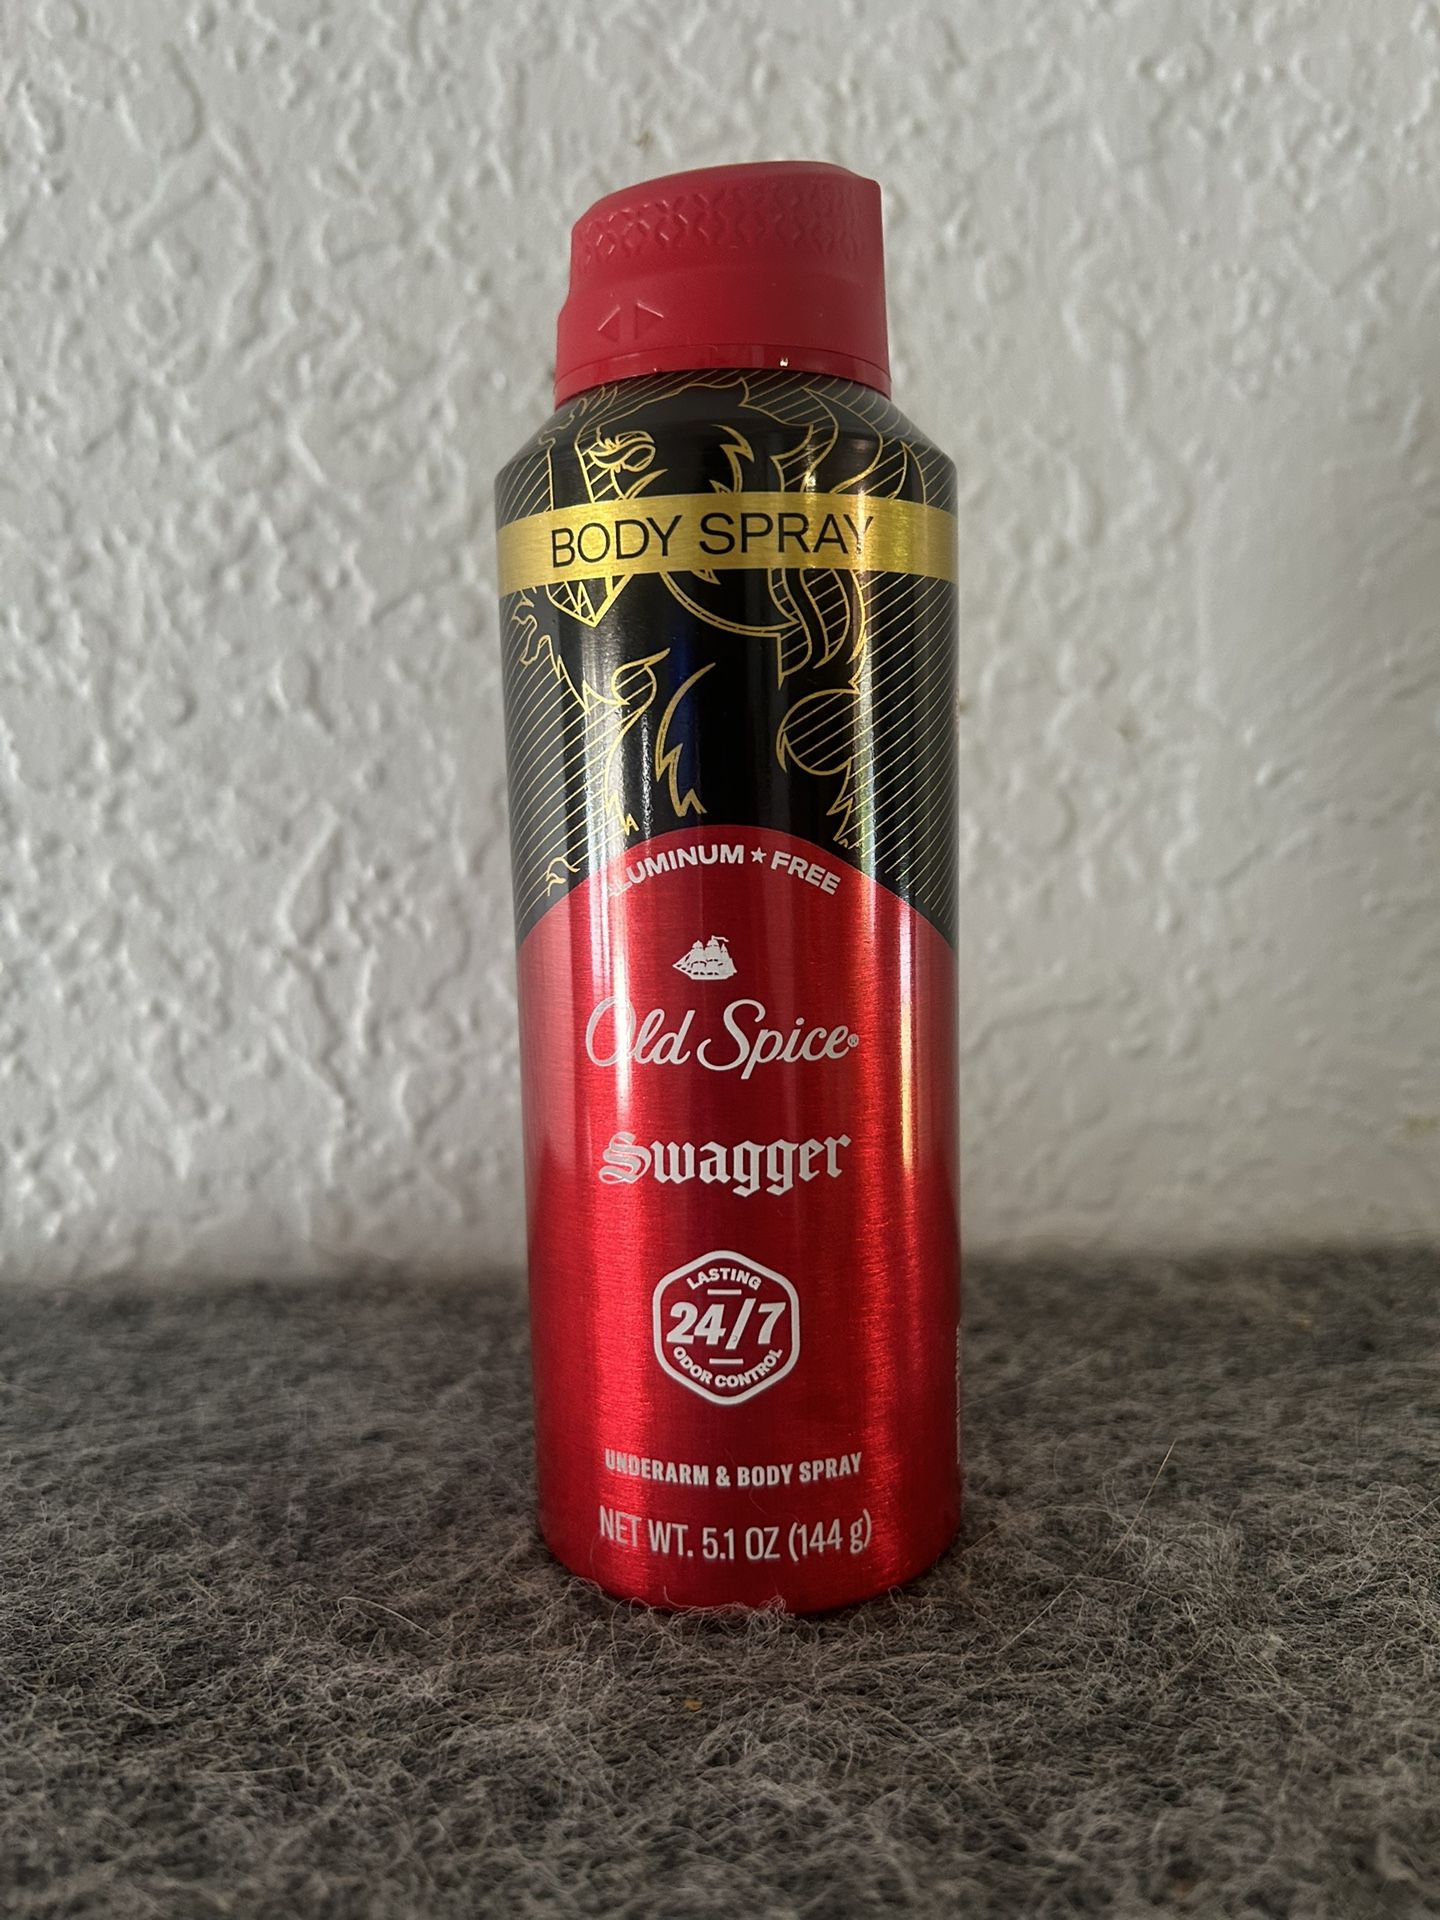 BODY SPRAY
ALUMINUM ★ FREE
Old Spice®
Swagger
LASTING
24/7
ODOR CONTROL
UNDERARM & BODY SPRAY
NET WT. 5.1 OZ (144 g)